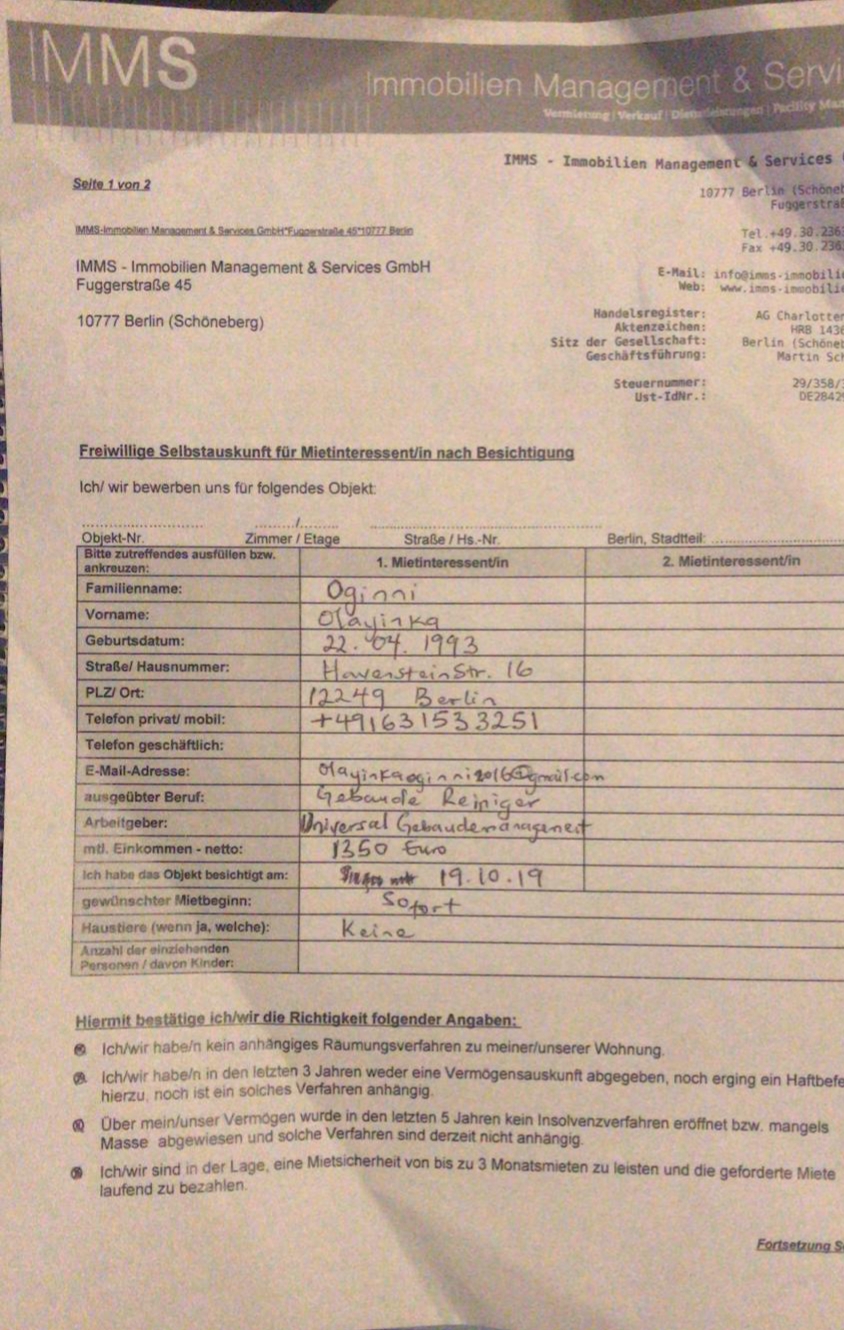 IMMS
Immobilien Management & Servi
Vermietung | Verkauf | Dienstleistungen | Facility Man
IMMS - Immobilien Management & Services
Seite 1 von 2
10777 Berlin (Schöneb
Fuggerstraß
IMMS-Immobilien Management & Services GmbH*Fuggerstraße 45*10777 Berlin
Tel.+49.30.236
Fax +49.30.236
IMMS - Immobilien Management & Services GmbH
Fuggerstraße 45
E-Mail: info@imms-immobilie
Web: www.imms-immobilie
10777 Berlin (Schöneberg)
Handelsregister: AG Charlotten
Aktenzeichen: HRB 1436
Sitz der Gesellschaft: Berlin (Schöneb
Geschäftsführung: Martin Sch
Steuernummer: 29/358/
Ust-IdNr.: DE2842
Freiwillige Selbstauskunft für Mietinteressent/in nach Besichtigung
Ich/ wir bewerben uns für folgendes Objekt:
Objekt-Nr. Zimmer / Etage Straße / Hs.-Nr. Berlin, Stadtteil:
Bitte zutreffendes ausfüllen bzw. ankreuzen: 1. Mietinteressent/in 2. Mietinteressent/in
Familienname: Oginni
Vorname: Olayinka
Geburtsdatum: 22.04.1993
Straße/ Hausnummer: Havensteinstr. 16
PLZ/ Ort: 12249 Berlin
Telefon privat/ mobil: +491631533251
Telefon geschäftlich:
E-Mail-Adresse: Olayinkaoginni2016@gmail.com
ausgeübter Beruf: Gebaude Reiniger
Arbeitgeber: Universal Gebaudemanagement
mtl. Einkommen - netto: 1350 Euro
Ich habe das Objekt besichtigt am: 19.10.19
gewünschter Mietbeginn: Sofort
Haustiere (wenn ja, welche): Keine
Anzahl der einziehenden
Personen / davon Kinder:
Hiermit bestätige ich/wir die Richtigkeit folgender Angaben:
Ich/wir habe/n kein anhängiges Räumungsverfahren zu meiner/unserer Wohnung.
Ich/wir habe/n in den letzten 3 Jahren weder eine Vermögensauskunft abgegeben, noch erging ein Haftbefe
hierzu, noch ist ein solches Verfahren anhängig.
Über mein/unser Vermögen wurde in den letzten 5 Jahren kein Insolvenzverfahren eröffnet bzw. mangels
Masse abgewiesen und solche Verfahren sind derzeit nicht anhängig.
Ich/wir sind in der Lage, eine Mietsicherheit von bis zu 3 Monatsmieten zu leisten und die geforderte Miete
laufend zu bezahlen.
Fortsetzung S